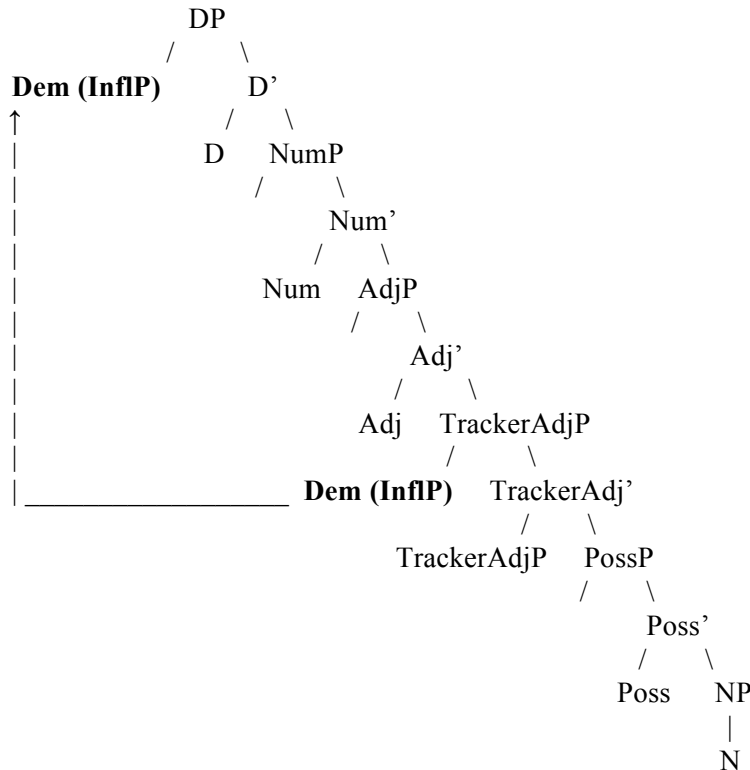 DP
Dem (InflP) D’
D NumP
Num’
Num AdjP
Adj’
Adj TrackerAdjP
Dem (InflP) TrackerAdj’
TrackerAdjP PossP
Poss’
Poss NP
N